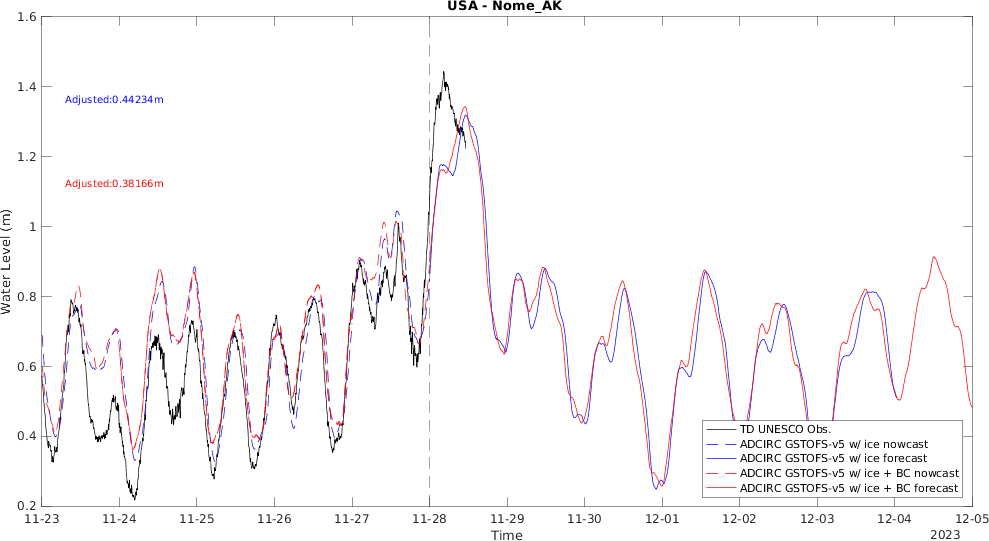 USA - Nome_AK
1.6
1.4
1.2
1
0.8
0.6
0.4
0.2
Water Level (m)
Adjusted:0.44234m
Adjusted:0.38166m
TD UNESCO Obs.
ADCIRC GSTOFS-v5 w/ ice nowcast
ADCIRC GSTOFS-v5 w/ ice forecast
ADCIRC GSTOFS-v5 w/ ice + BC nowcast
ADCIRC GSTOFS-v5 w/ ice + BC forecast
11-23 11-24 11-25 11-26 11-27 11-28 11-29 11-30 12-01 12-02 12-03 12-04 12-05
Time
2023